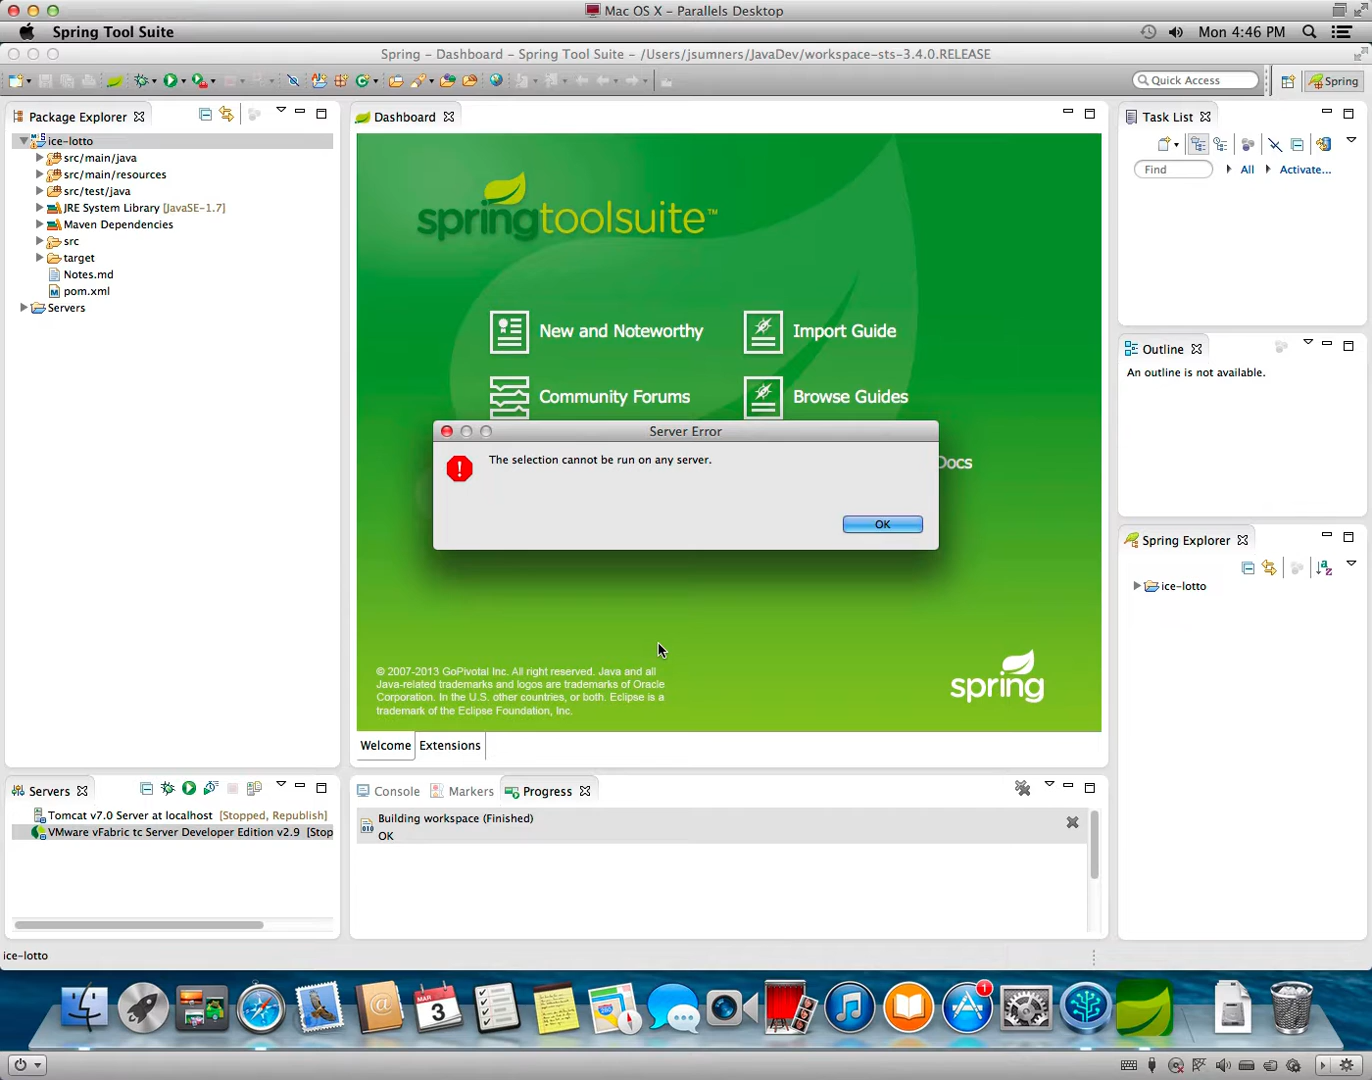 Mac OS X - Parallels Desktop
Spring Tool Suite
Mon 4:46 PM
Spring – Dashboard – Spring Tool Suite – /Users/jsumners/JavaDev/workspace-sts-3.4.0.RELEASE
Quick Access
Spring
Package Explorer
Dashboard
Task List
ice-lotto
src/main/java
src/main/resources
src/test/java
JRE System Library [JavaSE-1.7]
Maven Dependencies
src
target
Notes.md
pom.xml
Servers
springtoolsuite™
New and Noteworthy
Import Guide
Community Forums
Browse Guides
Docs
Server Error
The selection cannot be run on any server.
OK
© 2007-2013 GoPivotal Inc. All right reserved. Java and all
Java-related trademarks and logos are trademarks of Oracle
Corporation. In the U.S. other countries, or both. Eclipse is a
trademark of the Eclipse Foundation, Inc.
spring
Welcome
Extensions
Find
All
Activate...
Outline
An outline is not available.
Spring Explorer
ice-lotto
Servers
Tomcat v7.0 Server at localhost [Stopped, Republish]
VMware vFabric tc Server Developer Edition v2.9 [Stop
Console
Markers
Progress
Building workspace (Finished)
OK
ice-lotto
MAR
3
1